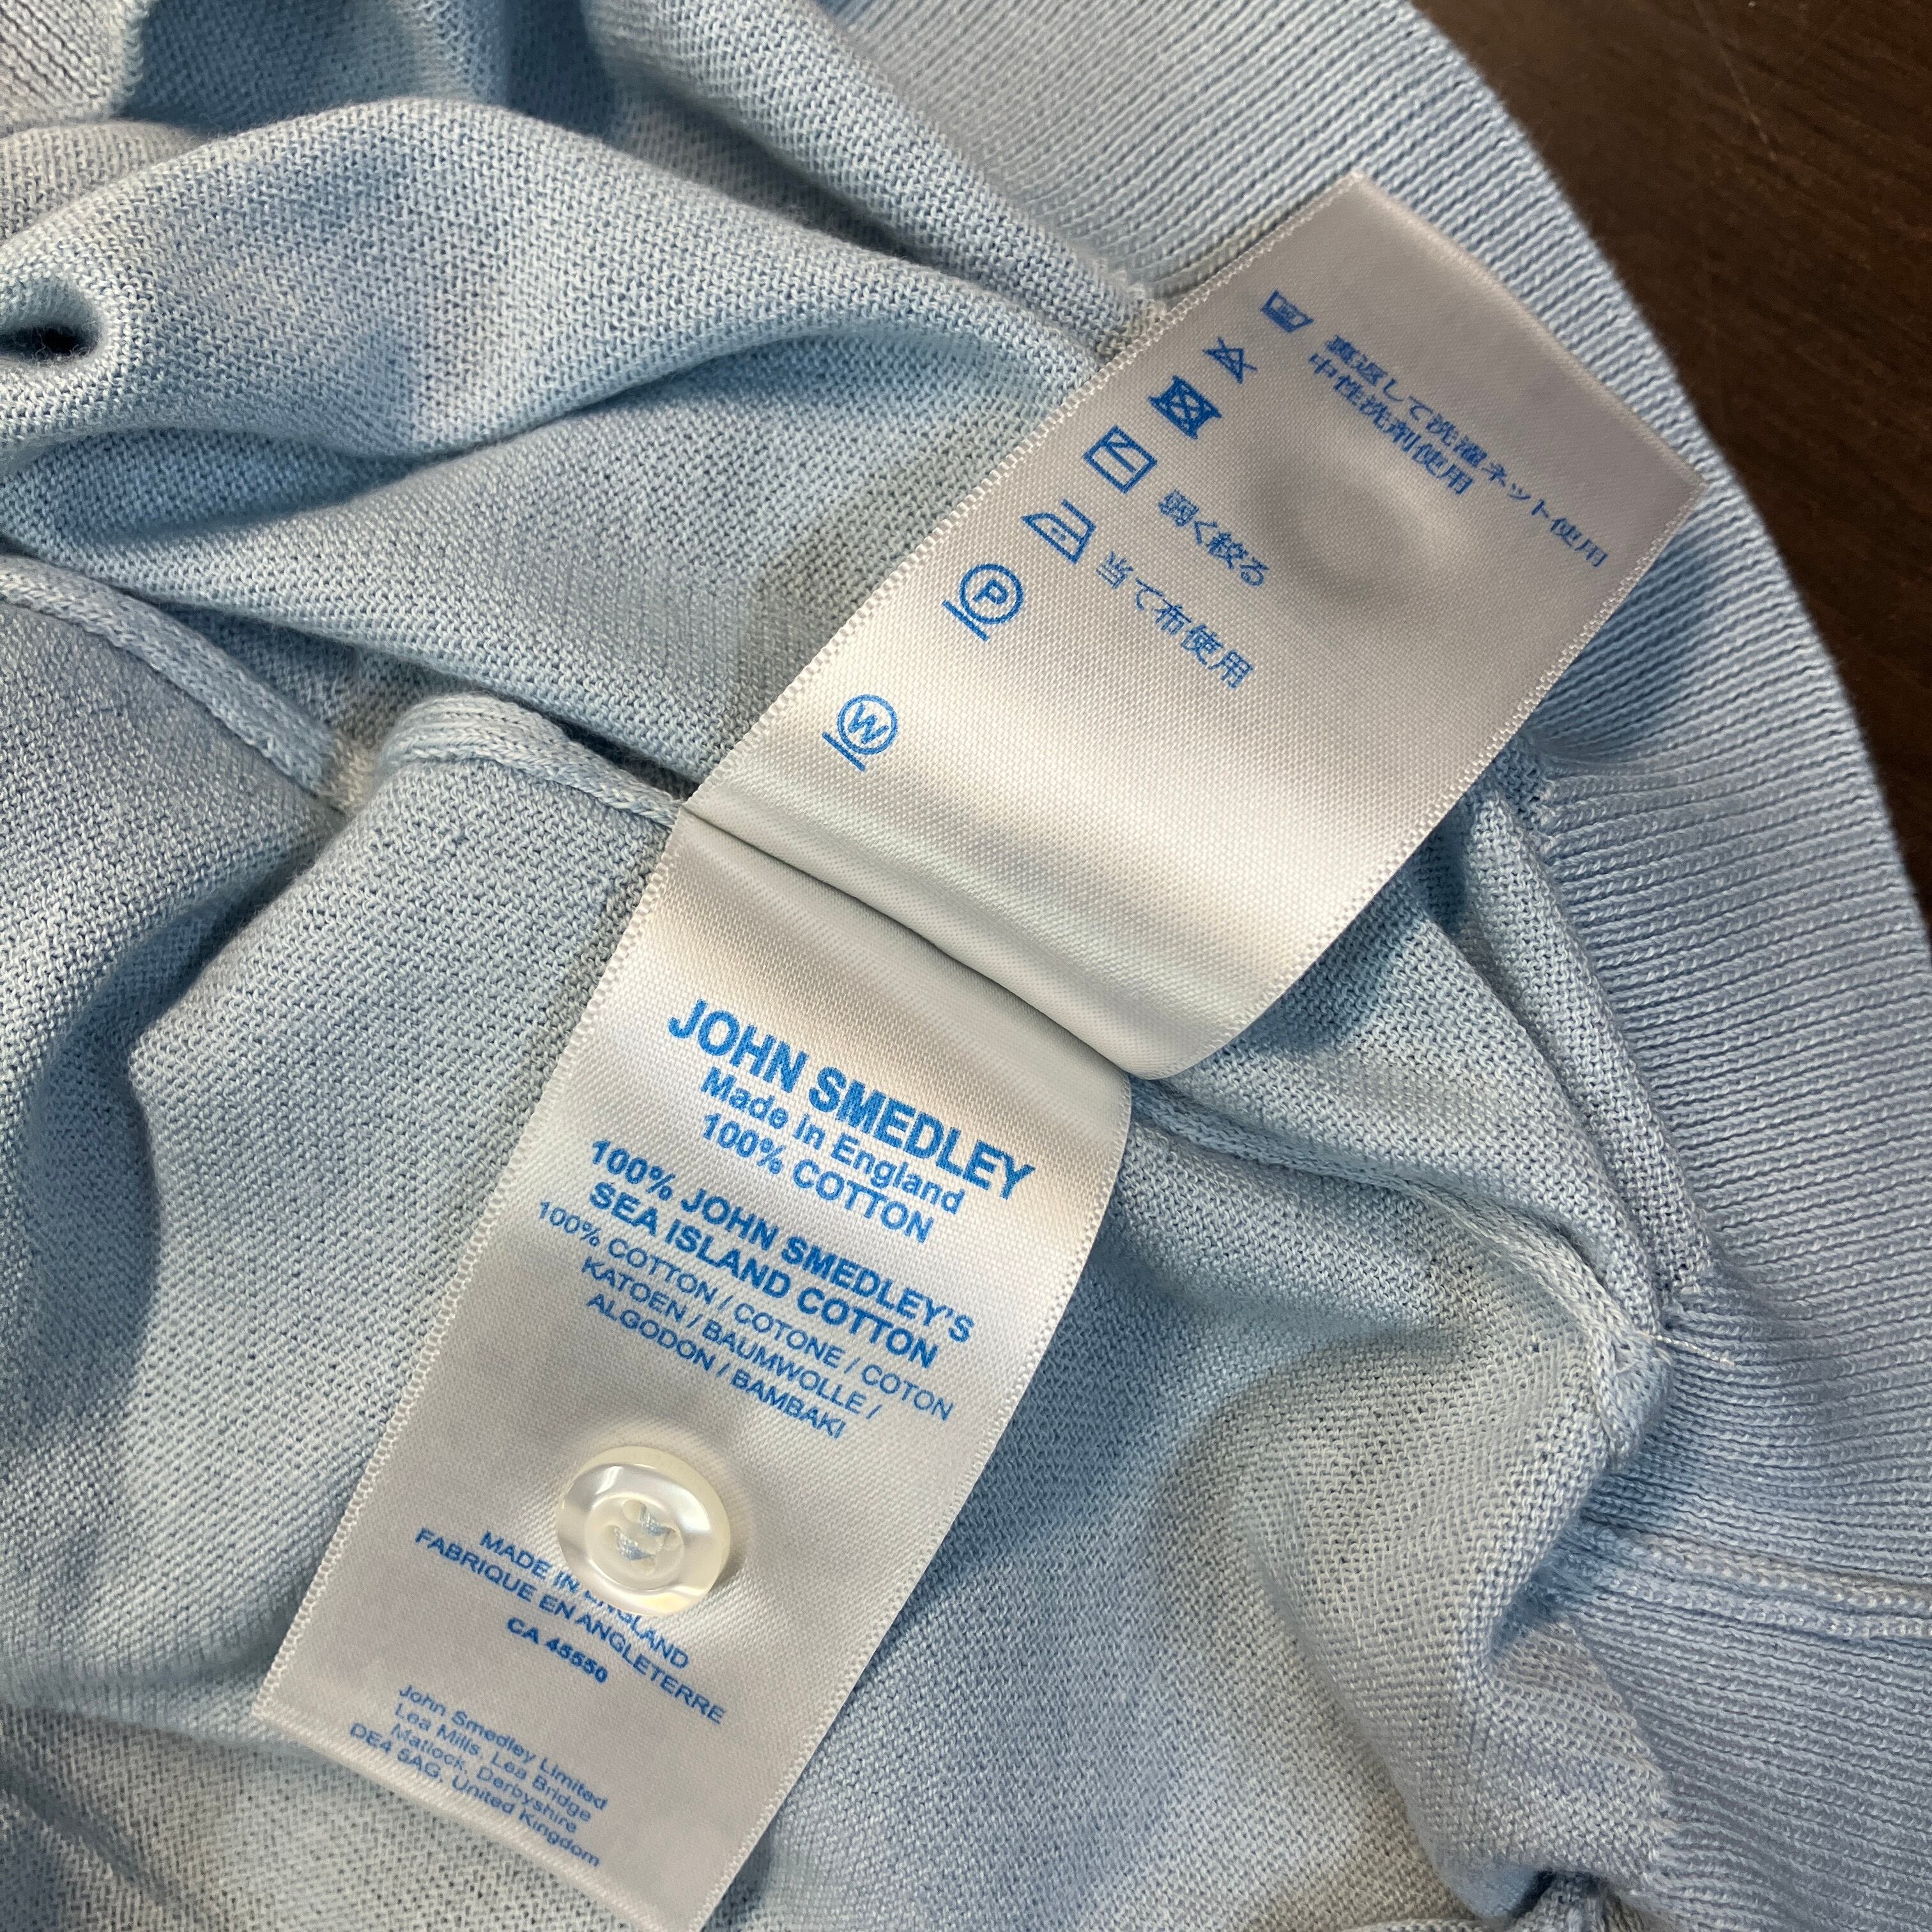 裏返して洗濯ネット使用
中性洗剤使用
弱く絞る
当て布使用
P
W
JOHN SMEDLEY
Made in England
100% COTTON
100% JOHN SMEDLEY'S
SEA ISLAND COTTON
100% COTTON / COTONE / COTON
KATOEN / BAUMWOLLE /
ALGODON / BAMBAKI
MADE IN ENGLAND
FABRIQUE EN ANGLETERRE
CA 45550
John Smedley Limited
Lea Mills, Lea Bridge
Matlock, Derbyshire
DE4 5AG, United Kingdom